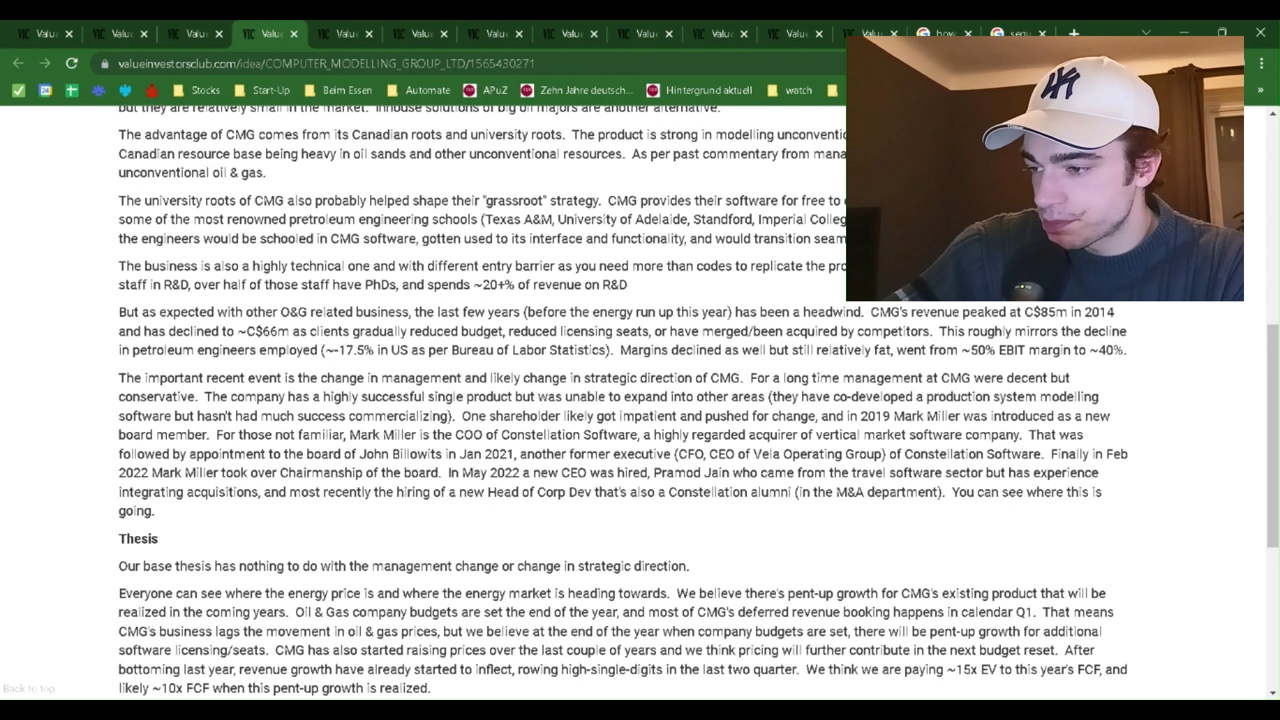 Valu Valu Valu Value Valu Value Value Value Value Value Value Value how sequ
valueinvestorsclub.com/idea/COMPUTER_MODELLING_GROUP_LTD/1565430271
Stocks Start-Up Beim Essen Automate APuZ Zehn Jahre deutsch... Hintergrund aktuell watch
but they are relatively small in the market. Inhouse solutions of big oil majors are another alternative.
The advantage of CMG comes from its Canadian roots and university roots. The product is strong in modelling unconventi
Canadian resource base being heavy in oil sands and other unconventional resources. As per past commentary from mana
unconventional oil & gas.
The university roots of CMG also probably helped shape their "grassroot" strategy. CMG provides their software for free to
some of the most renowned pretroleum engineering schools (Texas A&M, University of Adelaide, Standford, Imperial Colleg
the engineers would be schooled in CMG software, gotten used to its interface and functionality, and would transition seam
The business is also a highly technical one and with different entry barrier as you need more than codes to replicate the pro
staff in R&D, over half of those staff have PhDs, and spends ~20+% of revenue on R&D
But as expected with other O&G related business, the last few years (before the energy run up this year) has been a headwind. CMG's revenue peaked at C$85m in 2014
and has declined to ~C$66m as clients gradually reduced budget, reduced licensing seats, or have merged/been acquired by competitors. This roughly mirrors the decline
in petroleum engineers employed (~-17.5% in US as per Bureau of Labor Statistics). Margins declined as well but still relatively fat, went from ~50% EBIT margin to ~40%.
The important recent event is the change in management and likely change in strategic direction of CMG. For a long time management at CMG were decent but
conservative. The company has a highly successful single product but was unable to expand into other areas (they have co-developed a production system modelling
software but hasn't had much success commercializing). One shareholder likely got impatient and pushed for change, and in 2019 Mark Miller was introduced as a new
board member. For those not familiar, Mark Miller is the COO of Constellation Software, a highly regarded acquirer of vertical market software company. That was
followed by appointment to the board of John Billowits in Jan 2021, another former executive (CFO, CEO of Vela Operating Group) of Constellation Software. Finally in Feb
2022 Mark Miller took over Chairmanship of the board. In May 2022 a new CEO was hired, Pramod Jain who came from the travel software sector but has experience
integrating acquisitions, and most recently the hiring of a new Head of Corp Dev that's also a Constellation alumni (in the M&A department). You can see where this is
going.
Thesis
Our base thesis has nothing to do with the management change or change in strategic direction.
Everyone can see where the energy price is and where the energy market is heading towards. We believe there's pent-up growth for CMG's existing product that will be
realized in the coming years. Oil & Gas company budgets are set the end of the year, and most of CMG's deferred revenue booking happens in calendar Q1. That means
CMG's business lags the movement in oil & gas prices, but we believe at the end of the year when company budgets are set, there will be pent-up growth for additional
software licensing/seats. CMG has also started raising prices over the last couple of years and we think pricing will further contribute in the next budget reset. After
bottoming last year, revenue growth have already started to inflect, rowing high-single-digits in the last two quarter. We think we are paying ~15x EV to this year's FCF, and
likely ~10x FCF when this pent-up growth is realized.
Back to top